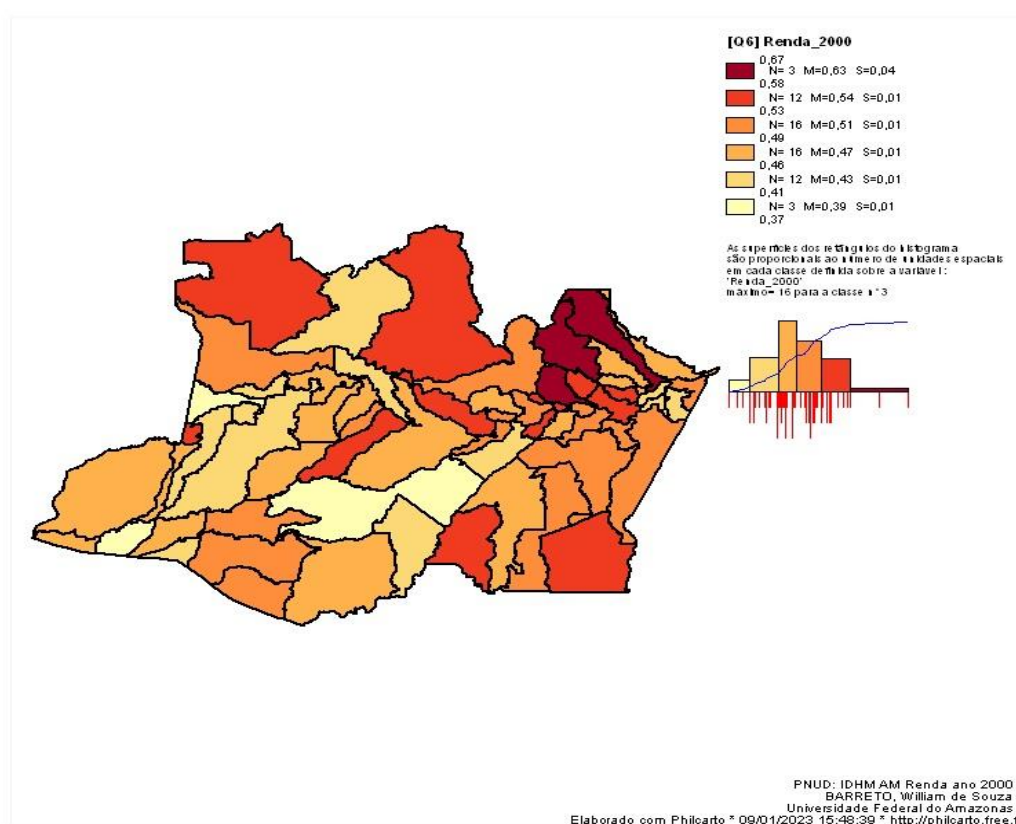 [Q6] Renda_2000
0,67
N= 3 M=0,63 S=0,04
0,58
N= 12 M=0,54 S=0,01
0,53
N= 16 M=0,51 S=0,01
0,49
N= 16 M=0,47 S=0,01
0,46
N= 12 M=0,43 S=0,01
0,41
N= 3 M=0,39 S=0,01
0,37
As superfícies dos retângulos do histograma
são proporcionais ao número de unidades espaciais
em cada classe definida sobre a variável :
'Renda_2000'
máximo= 16 para a classe n°3
PNUD: IDHM AM Renda ano 2000
BARRETO, William de Souza
Universidade Federal do Amazonas
Elaborado com Philcarto * 09/01/2023 15:48:39 * http://philcarto.free.f